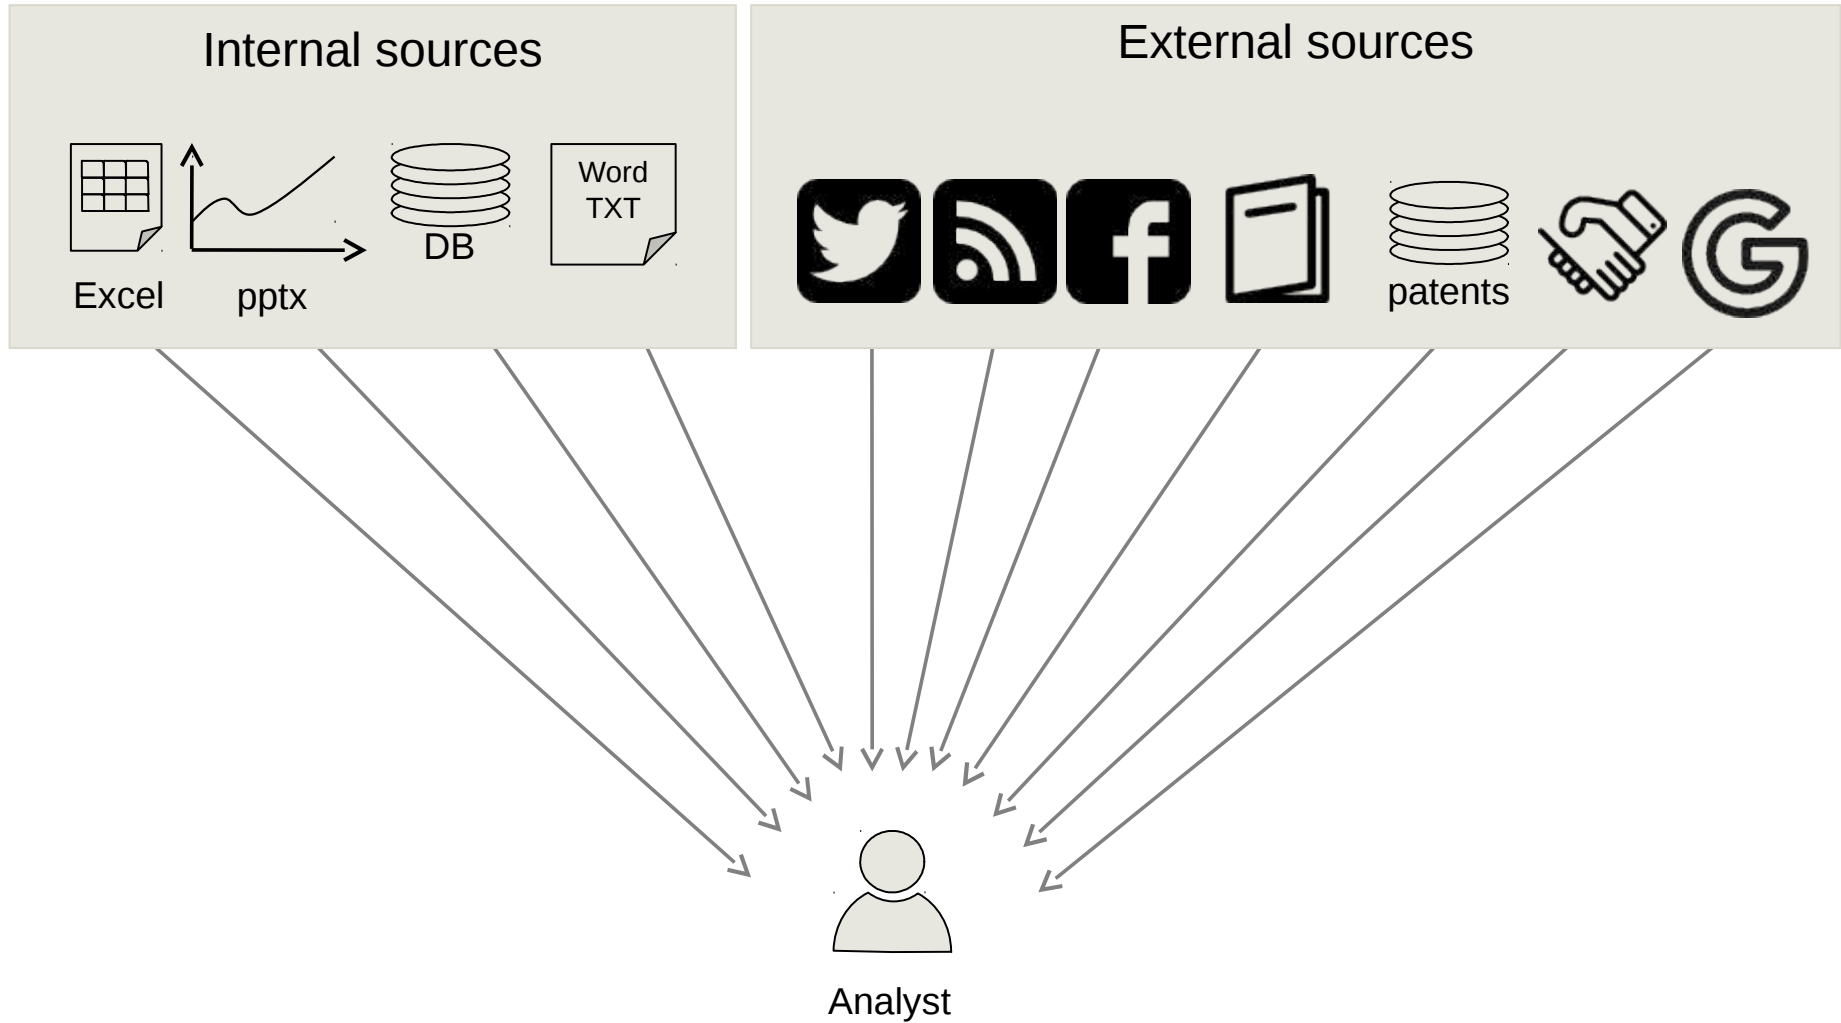 Internal sources
External sources
Excel
pptx
DB
Word
TXT
patents
Analyst